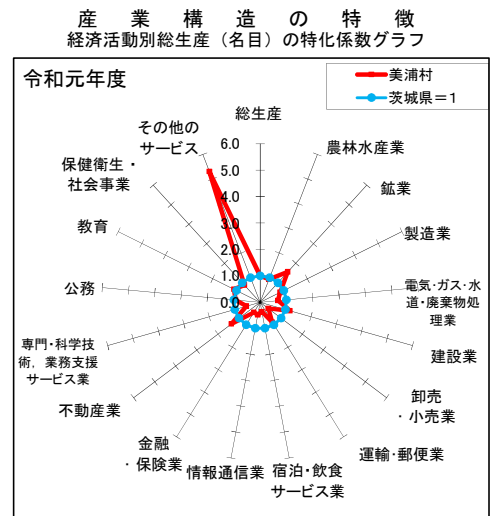 産業構造の特徴
経済活動別総生産（名目）の特化係数グラフ
令和元年度
美浦村
茨城県＝1
総生産
農林水産業
鉱業
製造業
電気･ガス･水
道･廃棄物処
理業
建設業
卸売
・小売業
運輸･郵便業
宿泊・飲食
サービス業
情報通信業
金融
・保険業
不動産業
専門・科学技
術，業務支援
サービス業
公務
教育
保健衛生・
社会事業
その他の
サービス
6.0
5.0
4.0
3.0
2.0
1.0
0.0